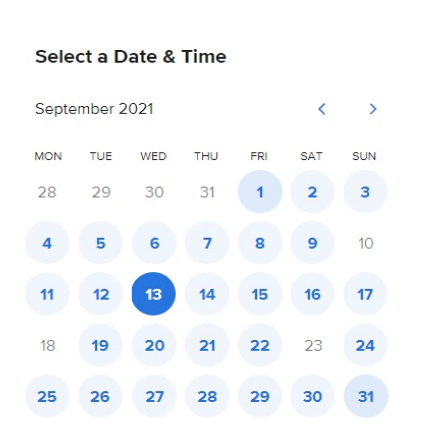 Select a Date & Time
September 2021
MON TUE WED THU FRI SAT SUN
28 29 30 31 1 2 3
4 5 6 7 8 9 10
11 12 13 14 15 16 17
18 19 20 21 22 23 24
25 26 27 28 29 30 31